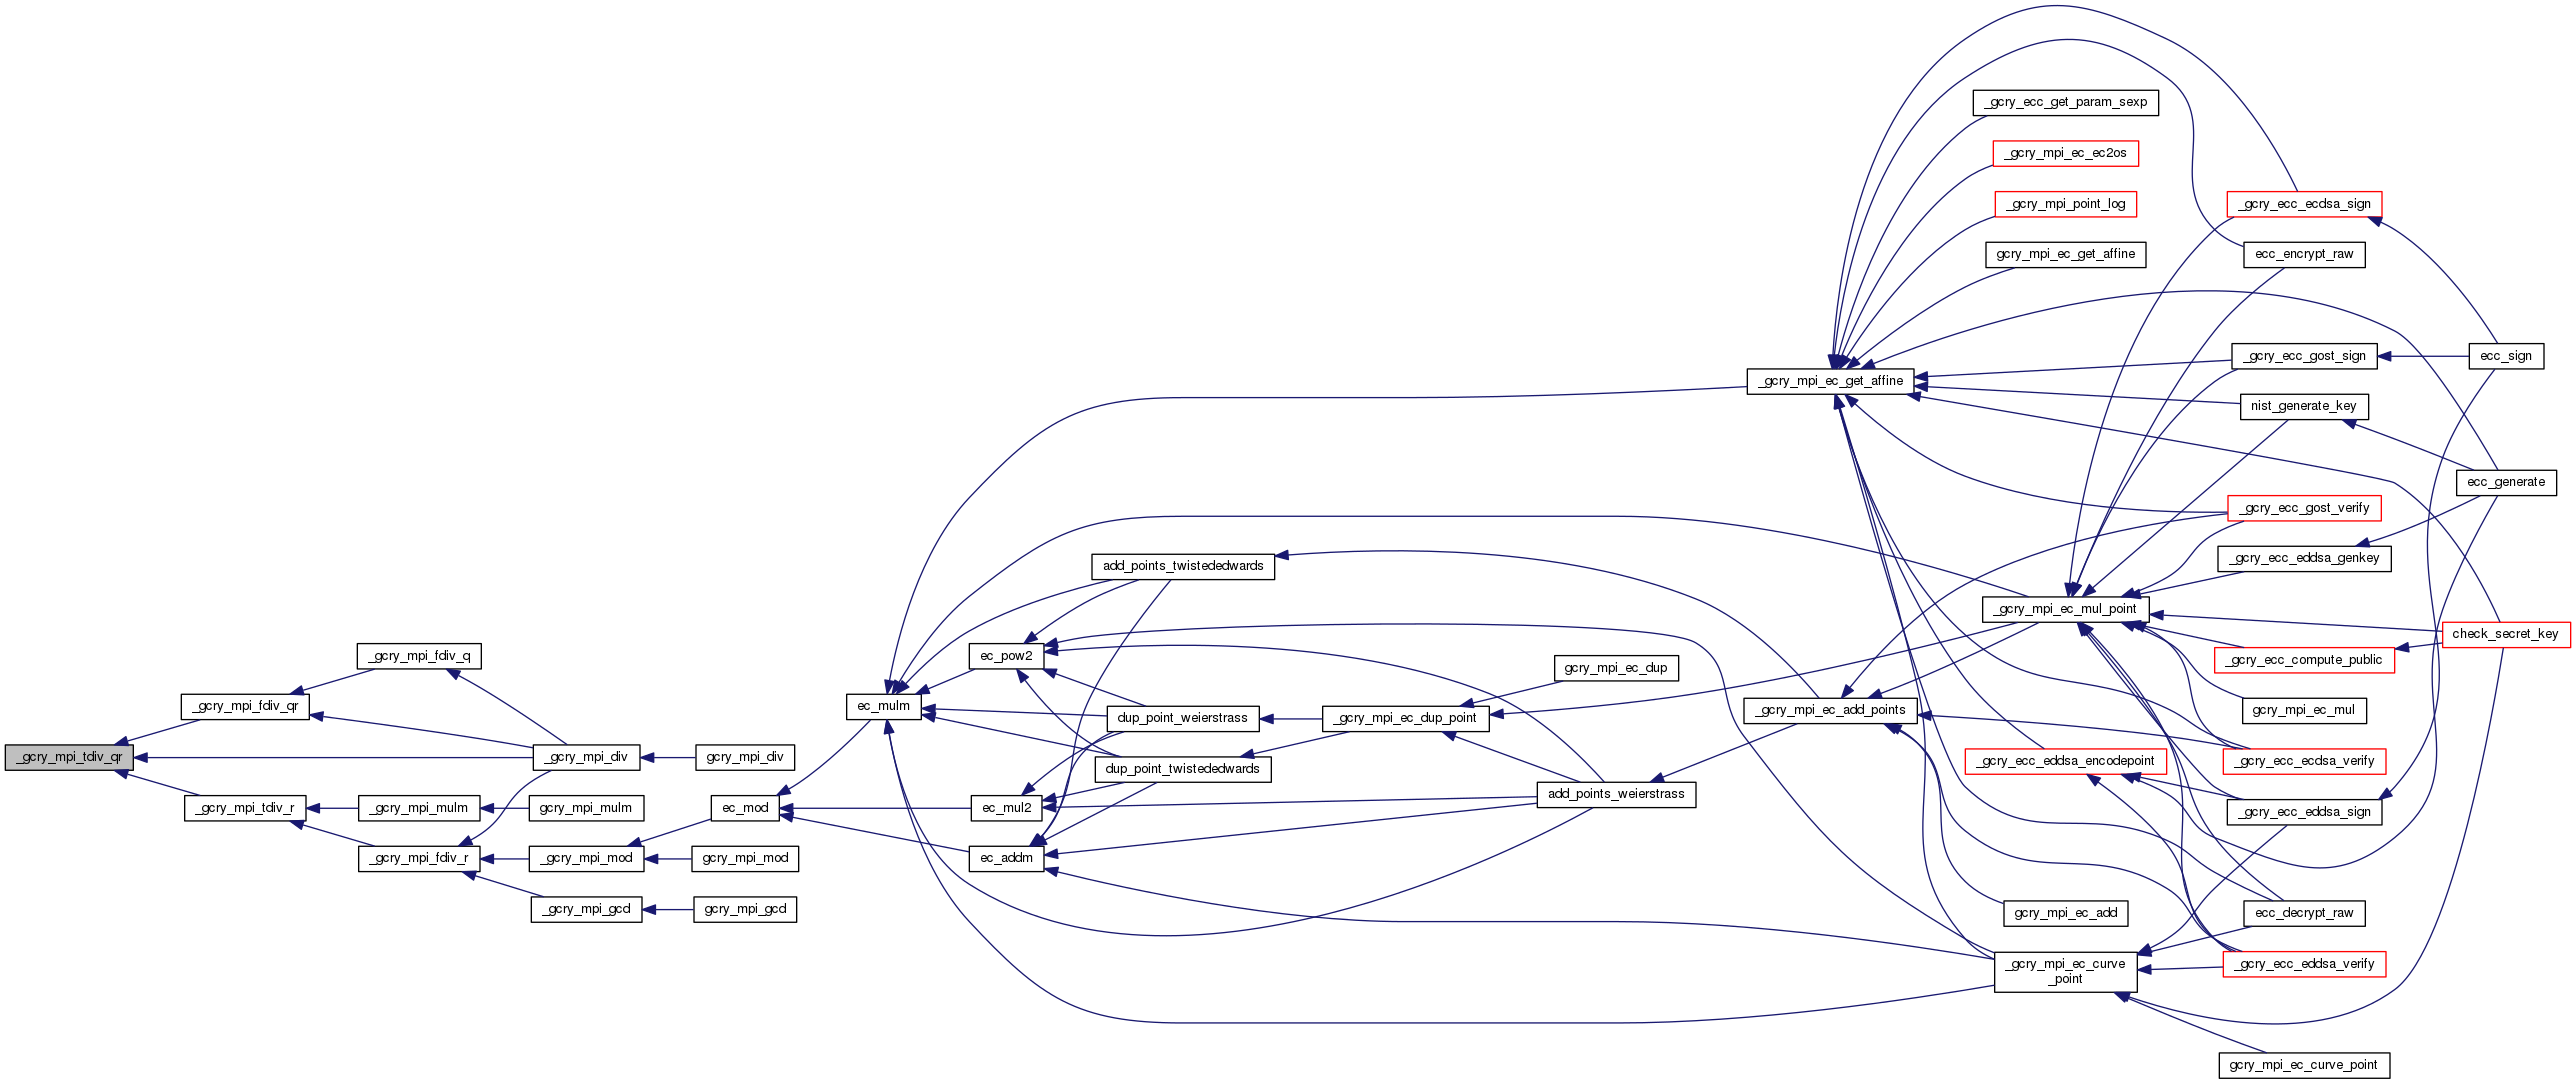 _gcry_mpi_tdiv_qr
_gcry_mpi_fdiv_qr
_gcry_mpi_tdiv_r
_gcry_mpi_fdiv_q
_gcry_mpi_mulm
_gcry_mpi_fdiv_r
_gcry_mpi_div
gcry_mpi_mulm
_gcry_mpi_mod
_gcry_mpi_gcd
gcry_mpi_div
ec_mod
gcry_mpi_mod
gcry_mpi_gcd
ec_mulm
ec_pow2
ec_mul2
ec_addm
add_points_twistededwards
dup_point_weierstrass
dup_point_twistededwards
_gcry_mpi_ec_dup_point
gcry_mpi_ec_dup
add_points_weierstrass
_gcry_mpi_ec_get_affine
_gcry_mpi_ec_add_points
_gcry_ecc_get_param_sexp
_gcry_mpi_ec_ec2os
_gcry_mpi_point_log
gcry_mpi_ec_get_affine
_gcry_mpi_ec_mul_point
_gcry_ecc_eddsa_encodepoint
gcry_mpi_ec_add
_gcry_mpi_ec_curve
_point
_gcry_ecc_ecdsa_sign
ecc_encrypt_raw
_gcry_ecc_gost_sign
nist_generate_key
_gcry_ecc_gost_verify
_gcry_ecc_eddsa_genkey
_gcry_ecc_compute_public
gcry_mpi_ec_mul
_gcry_ecc_ecdsa_verify
_gcry_ecc_eddsa_sign
ecc_decrypt_raw
_gcry_ecc_eddsa_verify
gcry_mpi_ec_curve_point
ecc_sign
ecc_generate
check_secret_key